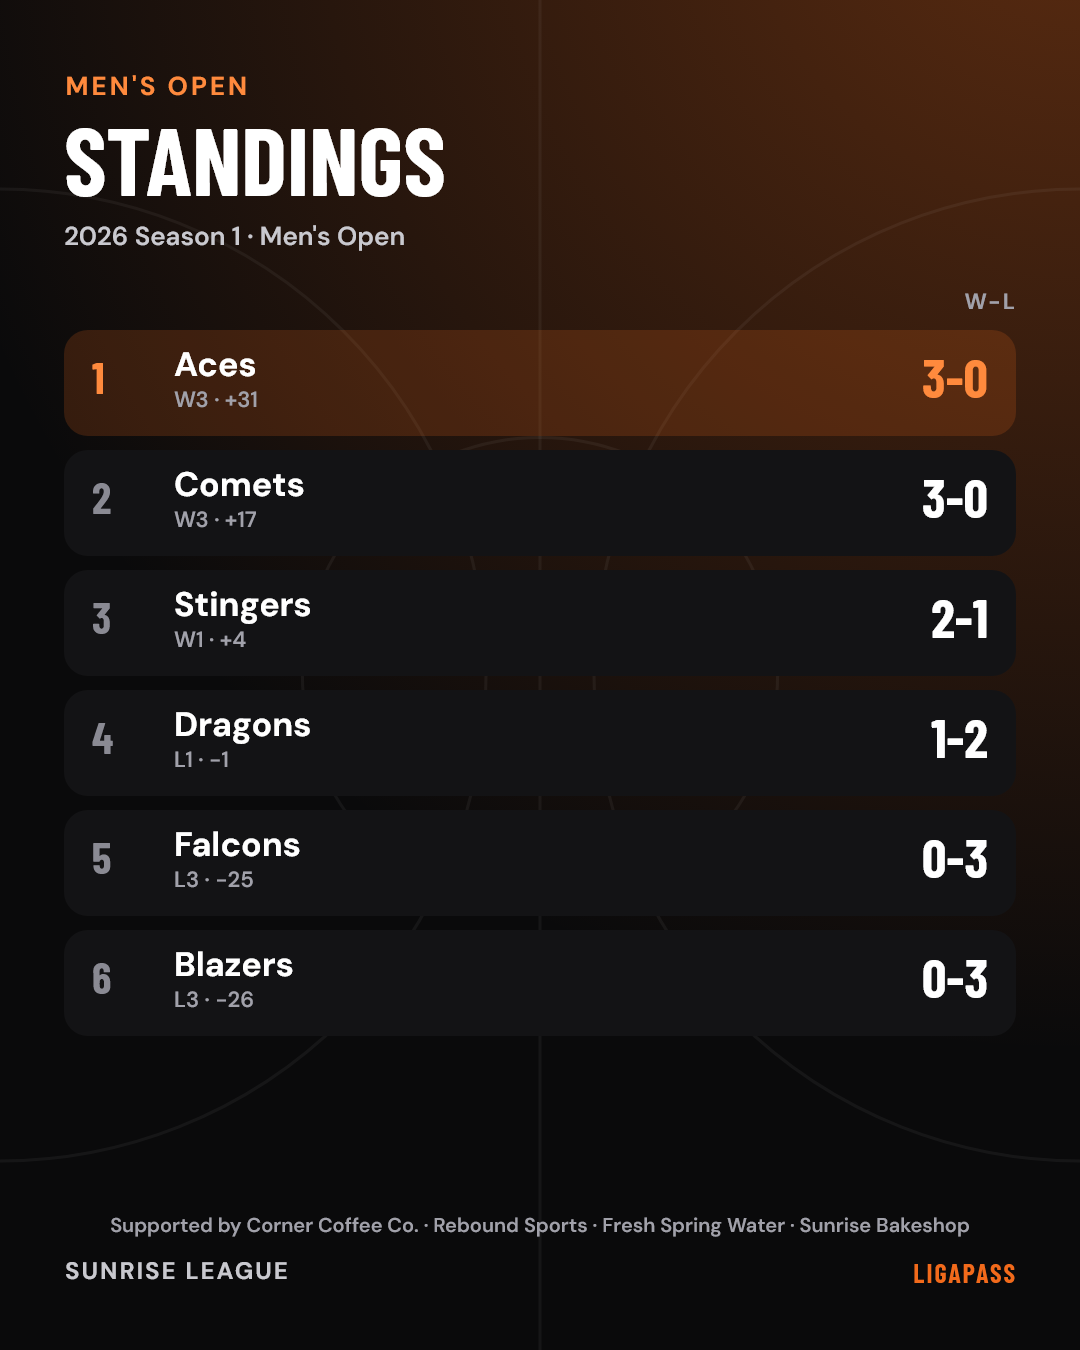 MEN'S OPEN
STANDINGS
2026 Season 1 · Men's Open
W-L
1 Aces 3-0
W3 · +31
2 Comets 3-0
W3 · +17
3 Stingers 2-1
W1 · +4
4 Dragons 1-2
L1 · -1
5 Falcons 0-3
L3 · -25
6 Blazers 0-3
L3 · -26
Supported by Corner Coffee Co. · Rebound Sports · Fresh Spring Water · Sunrise Bakeshop
SUNRISE LEAGUE LIGAPASS